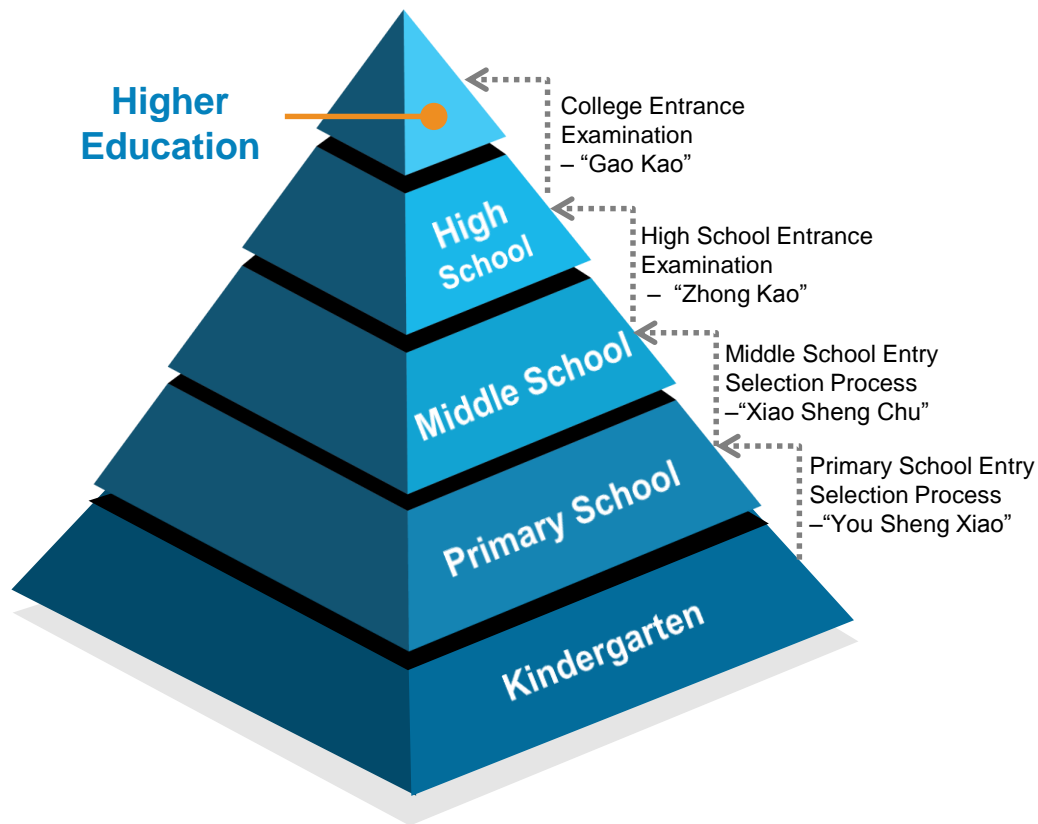 Higher
Education
College Entrance
Examination
– “Gao Kao”
High
School
High School Entrance
Examination
– “Zhong Kao”
Middle School
Middle School Entry
Selection Process
–“Xiao Sheng Chu”
Primary School
Primary School Entry
Selection Process
–“You Sheng Xiao”
Kindergarten